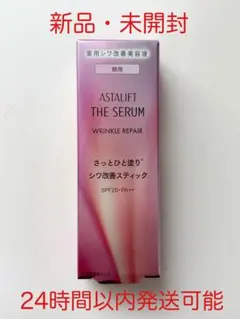 新品・未開封
薬用シワ改善美容液
朝用
ASTALIFT
THE SERUM
WRINKLE REPAIR
さっとひと塗り*
シワ改善スティック
SPF20・PA++
24時間以内発送可能